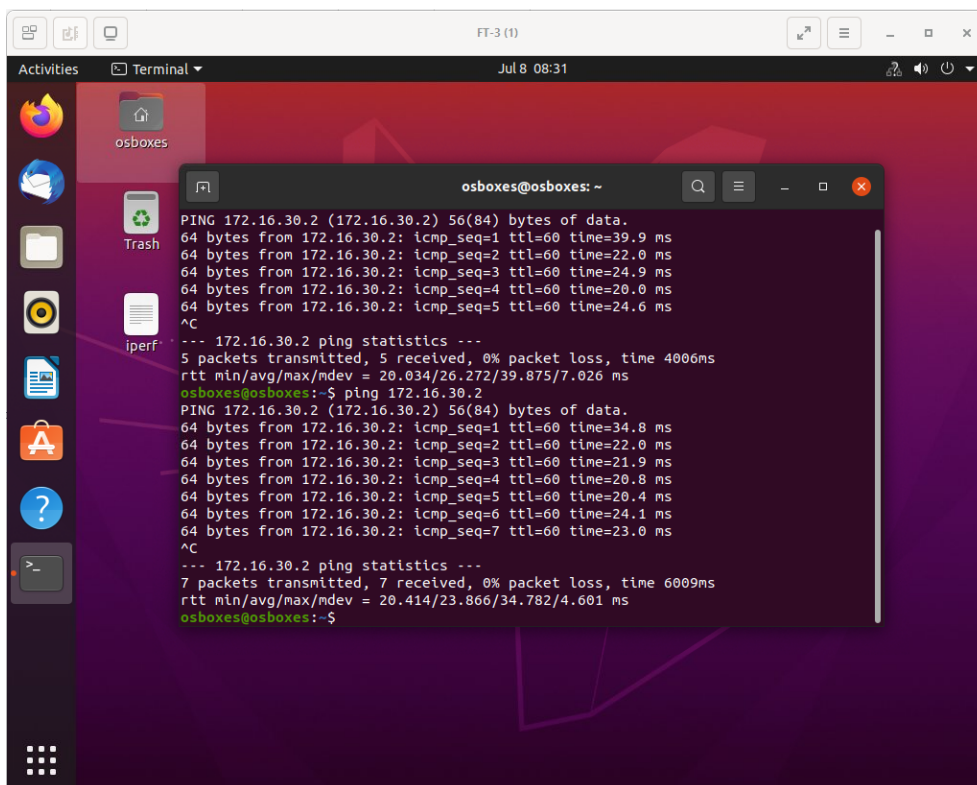 FT-3 (1)
Activities
Terminal
Jul 8 08:31
osboxes
Trash
iperf
osboxes@osboxes: ~
PING 172.16.30.2 (172.16.30.2) 56(84) bytes of data.
64 bytes from 172.16.30.2: icmp_seq=1 ttl=60 time=39.9 ms
64 bytes from 172.16.30.2: icmp_seq=2 ttl=60 time=22.0 ms
64 bytes from 172.16.30.2: icmp_seq=3 ttl=60 time=24.9 ms
64 bytes from 172.16.30.2: icmp_seq=4 ttl=60 time=20.0 ms
64 bytes from 172.16.30.2: icmp_seq=5 ttl=60 time=24.6 ms
^C
--- 172.16.30.2 ping statistics ---
5 packets transmitted, 5 received, 0% packet loss, time 4006ms
rtt min/avg/max/mdev = 20.034/26.272/39.875/7.026 ms
osboxes@osboxes:~$ ping 172.16.30.2
PING 172.16.30.2 (172.16.30.2) 56(84) bytes of data.
64 bytes from 172.16.30.2: icmp_seq=1 ttl=60 time=34.8 ms
64 bytes from 172.16.30.2: icmp_seq=2 ttl=60 time=22.0 ms
64 bytes from 172.16.30.2: icmp_seq=3 ttl=60 time=21.9 ms
64 bytes from 172.16.30.2: icmp_seq=4 ttl=60 time=20.8 ms
64 bytes from 172.16.30.2: icmp_seq=5 ttl=60 time=20.4 ms
64 bytes from 172.16.30.2: icmp_seq=6 ttl=60 time=24.1 ms
64 bytes from 172.16.30.2: icmp_seq=7 ttl=60 time=23.0 ms
^C
--- 172.16.30.2 ping statistics ---
7 packets transmitted, 7 received, 0% packet loss, time 6009ms
rtt min/avg/max/mdev = 20.414/23.866/34.782/4.601 ms
osboxes@osboxes:~$